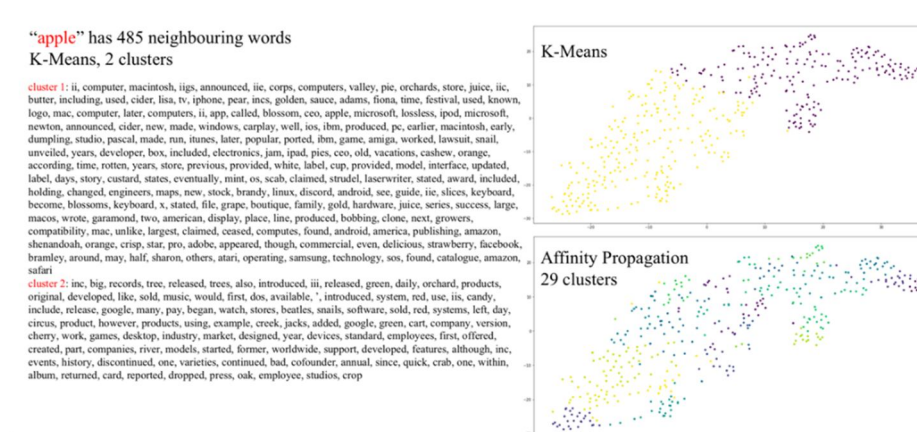 “apple” has 485 neighbouring words
K-Means, 2 clusters
cluster 1: ii, computer, macintosh, iigs, announced, iie, corps, computers, valley, pie, orchards, store, juice, iic,
butter, including, used, cider, lisa, tv, iphone, pear, incs, golden, sauce, adams, fiona, time, festival, used, known,
logo, mac, computer, later, computers, ii, app, called, blossom, ceo, apple, microsoft, lossless, ipod, microsoft,
newton, announced, cider, new, made, windows, carplay, well, ios, ibm, produced, pc, earlier, macintosh, early,
dumpling, studio, pascal, made, run, itunes, later, popular, ported, ibm, game, amiga, worked, lawsuit, snail,
unveiled, years, developer, box, included, electronics, jam, ipad, pies, ceo, old, vacations, cashew, orange,
according, time, rotten, years, store, previous, provided, white, label, cup, provided, model, interface, updated,
label, days, story, custard, states, eventually, mint, os, scab, claimed, strudel, laserwriter, stated, award, included,
holding, changed, engineers, maps, new, stock, brandy, linux, discord, android, see, guide, iie, slices, keyboard,
become, blossoms, keyboard, x, stated, file, grape, boutique, family, gold, hardware, juice, series, success, large,
macos, wrote, garamond, two, american, display, place, line, produced, bobbing, clone, next, growers,
compatibility, mac, unlike, largest, claimed, ceased, computes, found, android, america, publishing, amazon,
shenandoah, orange, crisp, star, pro, adobe, appeared, though, commercial, even, delicious, strawberry, facebook,
bramley, around, may, half, sharon, others, atari, operating, samsung, technology, sos, found, catalogue, amazon,
safari
cluster 2: inc, big, records, tree, released, trees, also, introduced, iii, released, green, daily, orchard, products,
original, developed, like, sold, music, would, first, dos, available, ', introduced, system, red, use, iis, candy,
include, release, google, many, pay, began, watch, stores, beatles, snails, software, sold, red, systems, left, day,
circus, product, however, products, using, example, creek, jacks, added, google, green, cart, company, version,
cherry, work, games, desktop, industry, market, designed, year, devices, standard, employees, first, offered,
created, part, companies, river, models, started, former, worldwide, support, developed, features, although, inc,
events, history, discontinued, one, varieties, continued, bad, cofounder, annual, since, quick, crab, one, within,
album, returned, card, reported, dropped, press, oak, employee, studios, crop
K-Means
Affinity Propagation
29 clusters